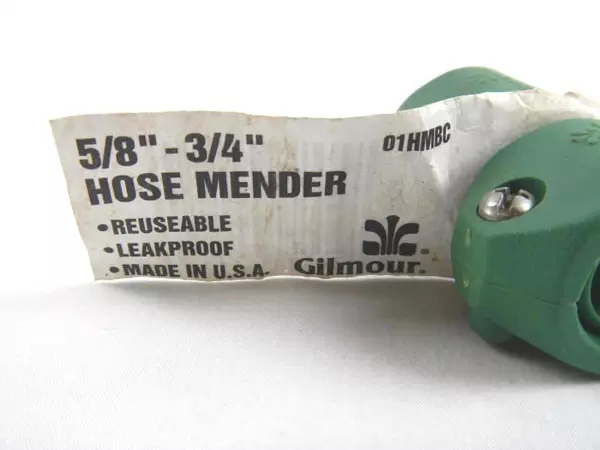 5/8" - 3/4"
01HMBC
HOSE MENDER
• REUSEABLE
• LEAKPROOF
• MADE IN U.S.A.
Gilmour.